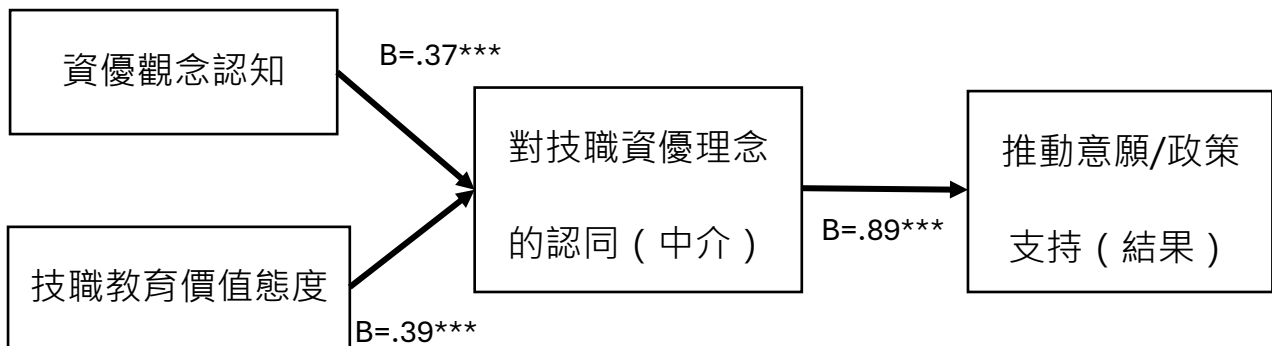 資優觀念認知
B=.37***
對技職資優理念
的認同（中介）
推動意願/政策
支持（結果）
B=.89***
技職教育價值態度
B=.39***